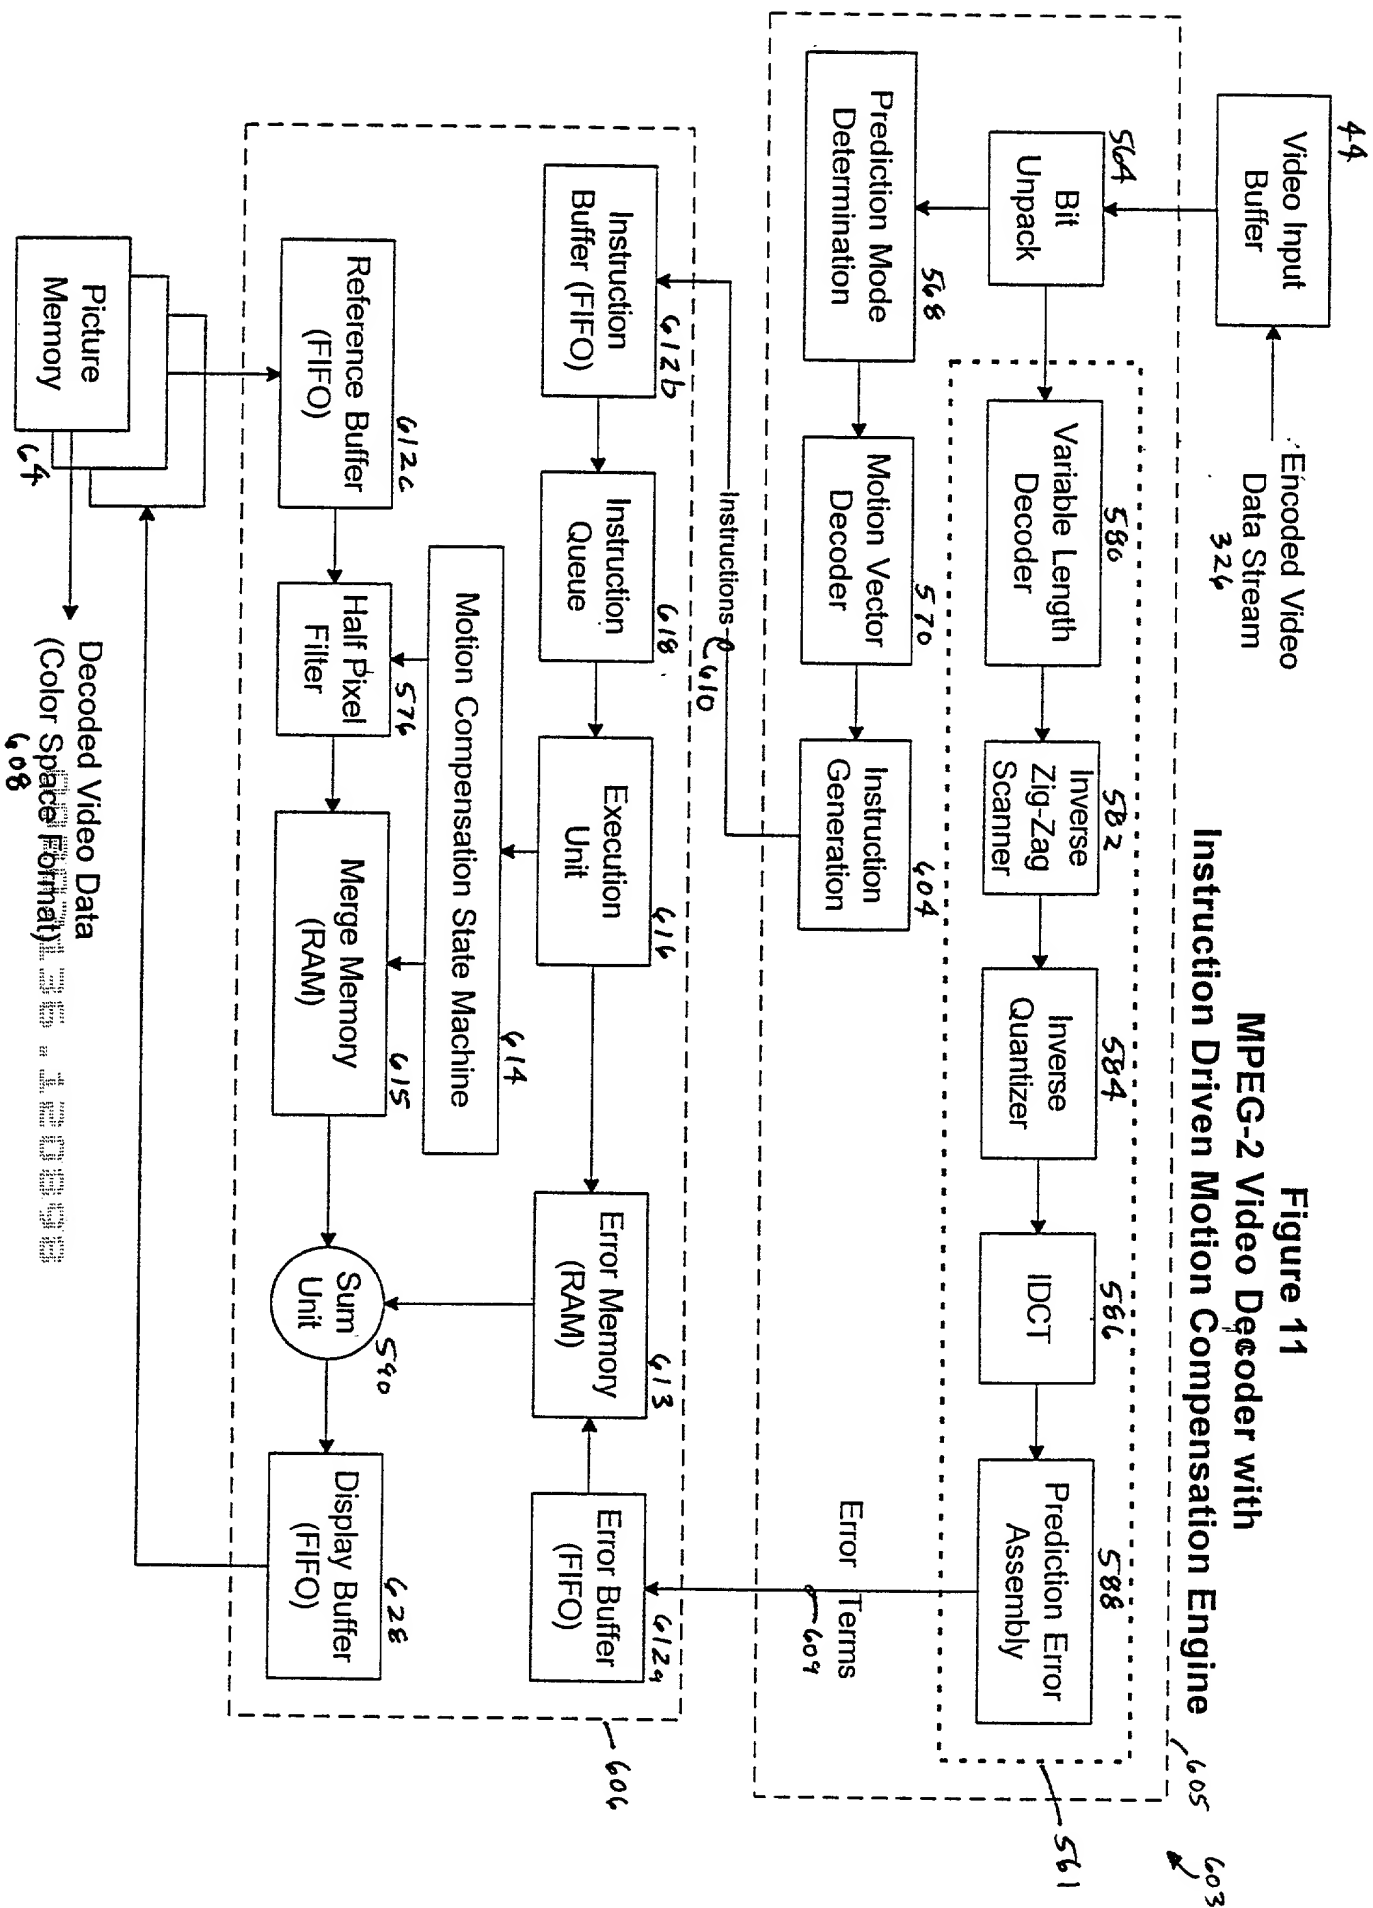 Figure 11
MPEG-2 Video Decoder with
Instruction Driven Motion Compensation Engine
605
603
44
Video Input
Buffer
Encoded Video
Data Stream
326
564
Bit
Unpack
580
Variable Length
Decoder
582
Inverse
Zig-Zag
Scanner
584
Inverse
Quantizer
586
IDCT
588
Prediction Error
Assembly
561
Prediction Mode
Determination
568
Motion Vector
Decoder
570
Instruction
Generation
604
Error Terms
609
Instructions
610
Instruction
Buffer (FIFO)
612b
Instruction
Queue
618
Execution
Unit
616
Error Memory
(RAM)
613
Error Buffer
(FIFO)
612a
606
Motion Compensation State Machine
614
Reference Buffer
(FIFO)
612c
Half Pixel
Filter
576
Merge Memory
(RAM)
615
Sum
Unit
590
Display Buffer
(FIFO)
628
Picture
Memory
64
Decoded Video Data
(Color Space Format)
608